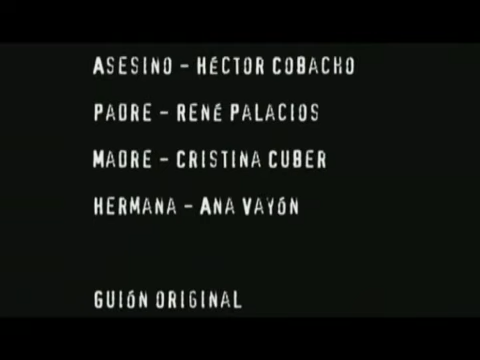 ASESINO - HÉCTOR COBACHO
PADRE - RENÉ PALACIOS
MADRE - CRISTINA CUBER
HERMANA - ANA VAYÓN
GUIÓN ORIGINAL